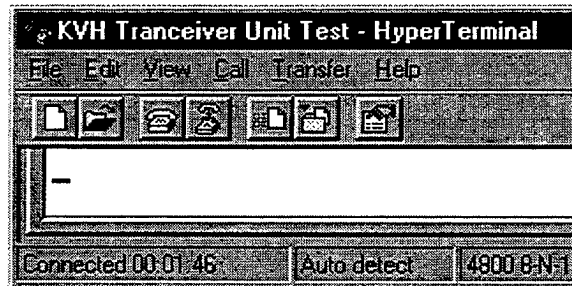 KVH Tranceiver Unit Test - HyperTerminal
File Edit View Call Transfer Help
Connected 00:01:46 Auto detect 4800 8-N-1